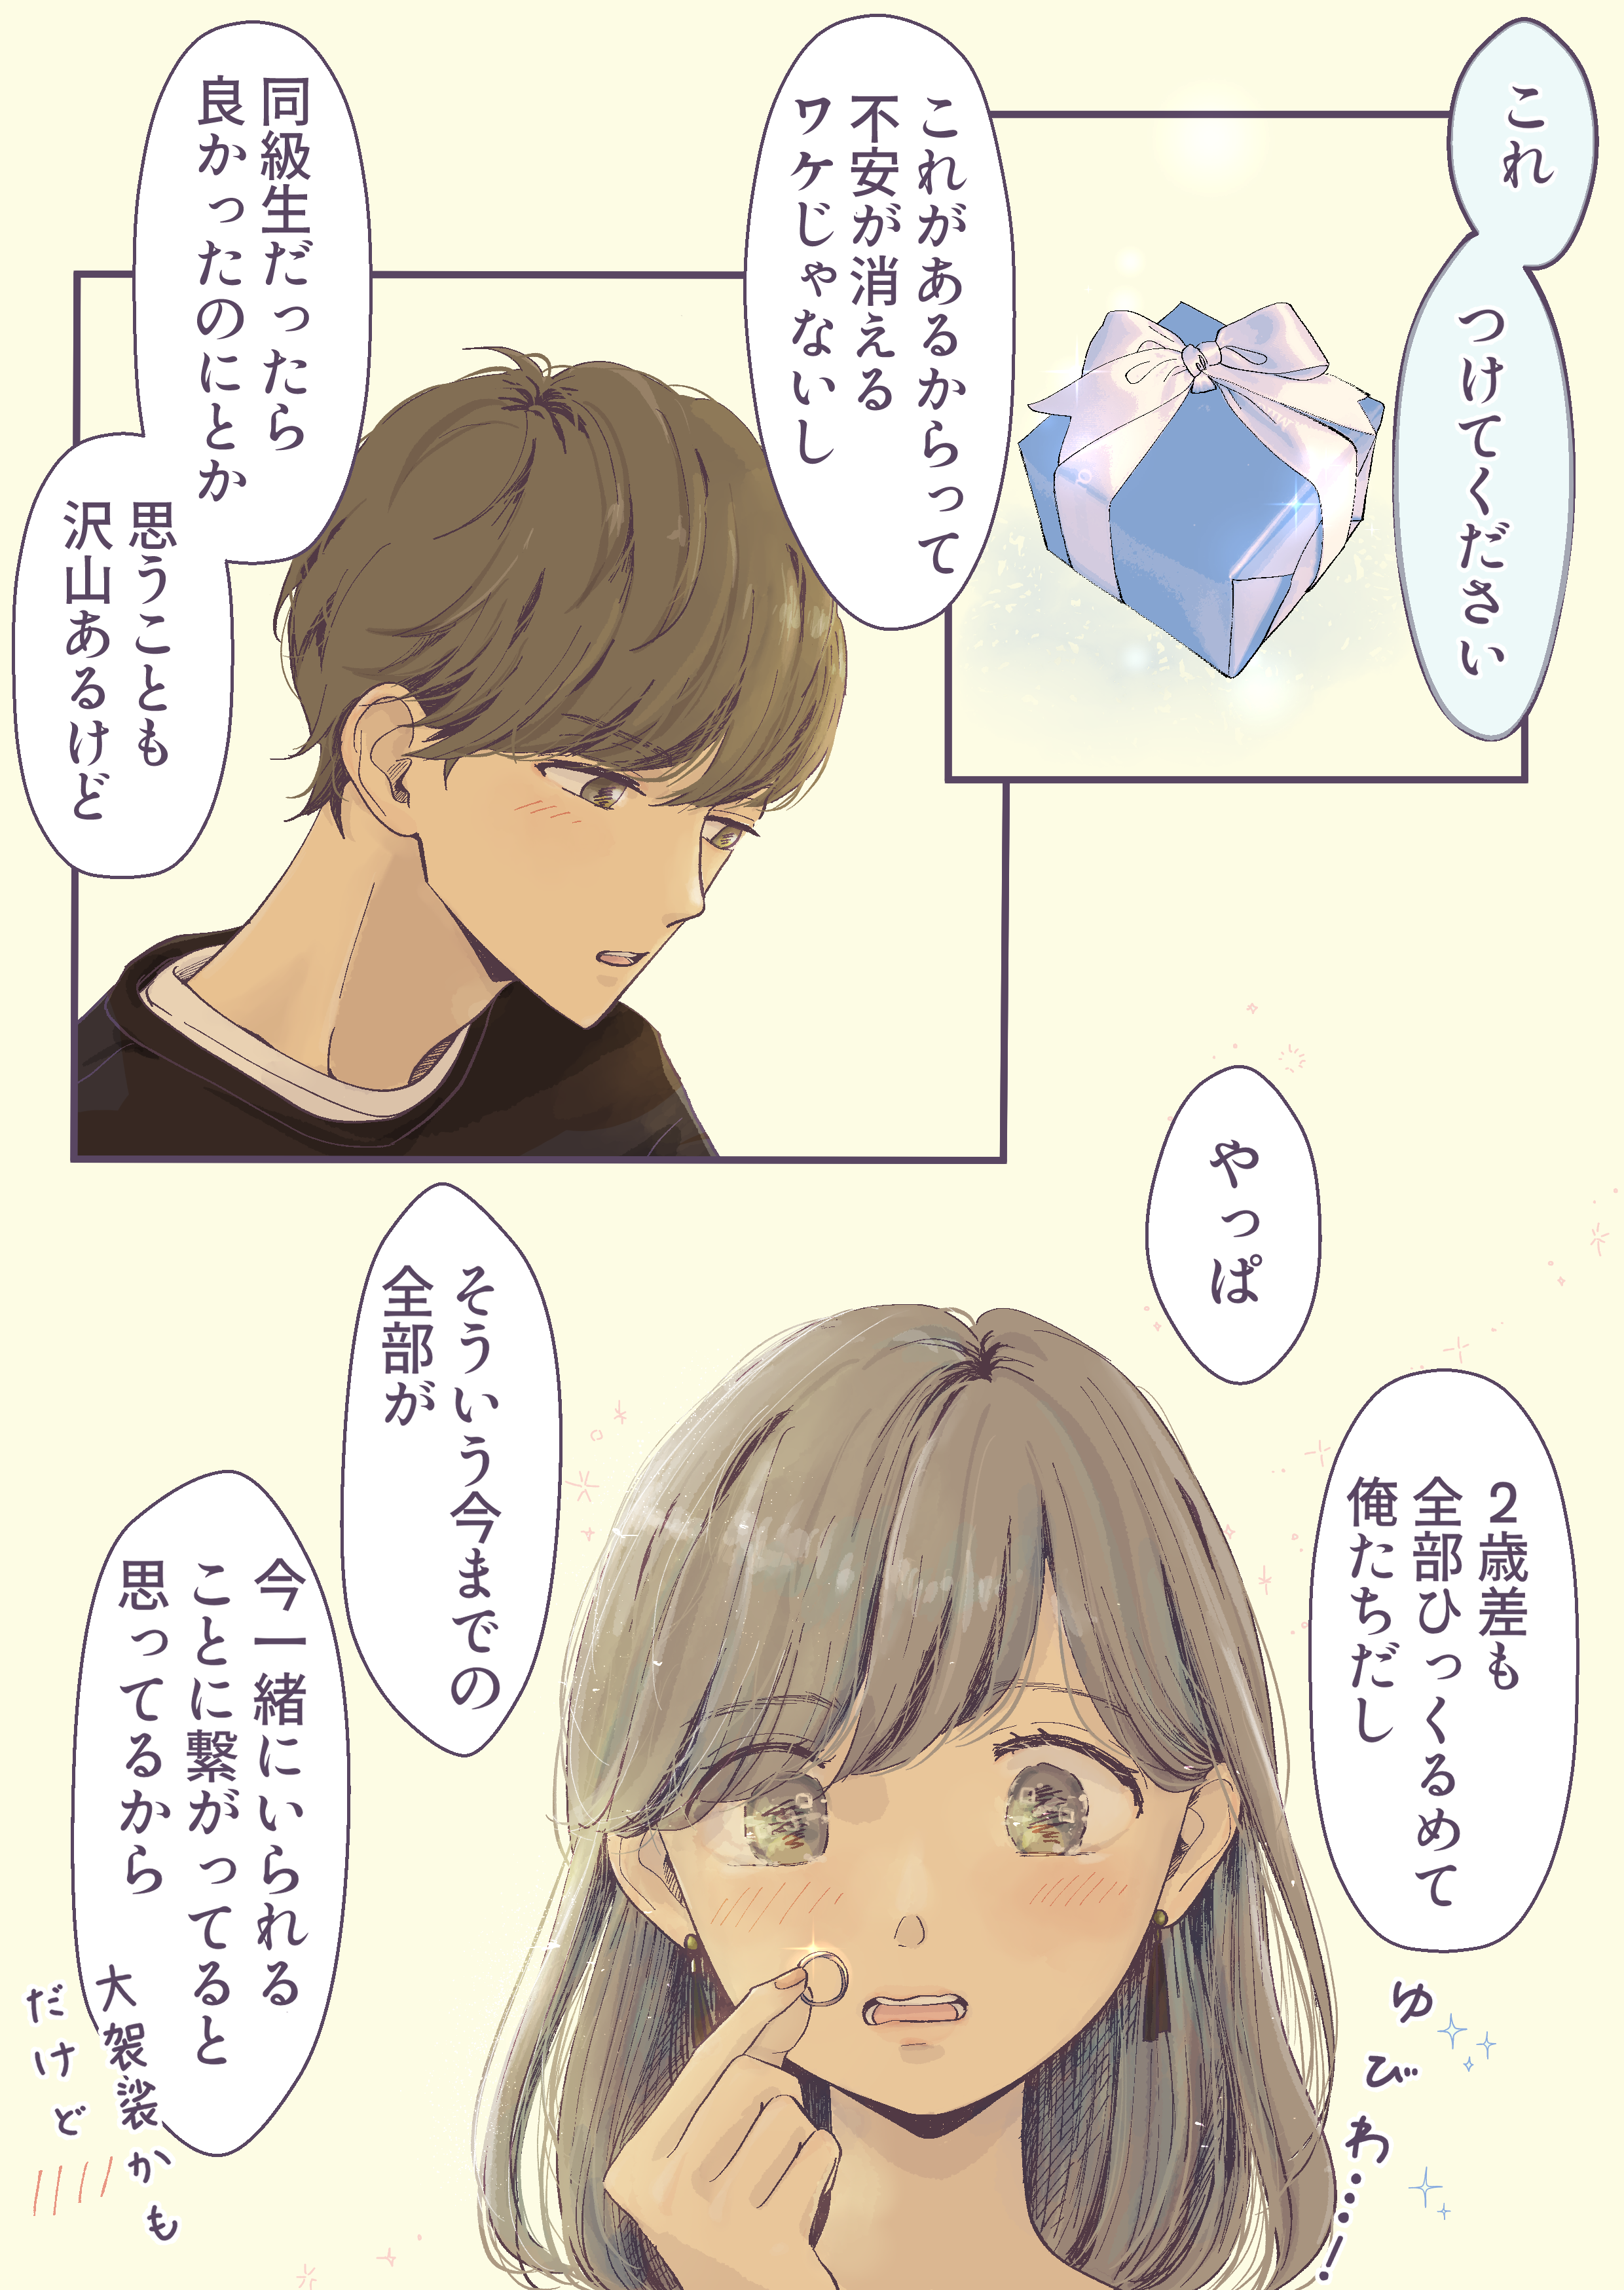 これ
つけてください
これがあるからって
不安が消える
ワケじゃないし
同級生だったら
良かったのにとか
思うことも
沢山あるけど
やっぱ
2歳差も
全部ひっくるめて
俺たちだし
ゆびわ…!
そういう今までの
全部が
今一緒にいられる
ことに繋がってると
思ってるから
大袈裟かも
だけど